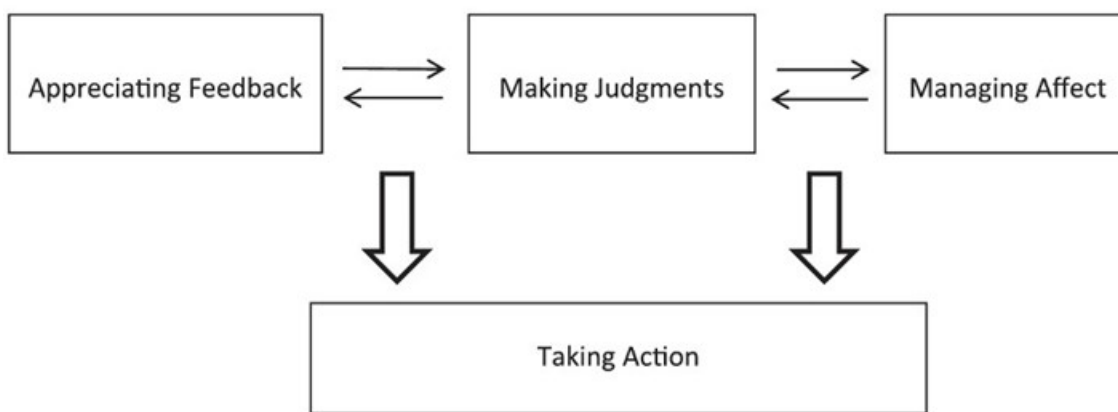 Appreciating Feedback
Making Judgments
Managing Affect
Taking Action